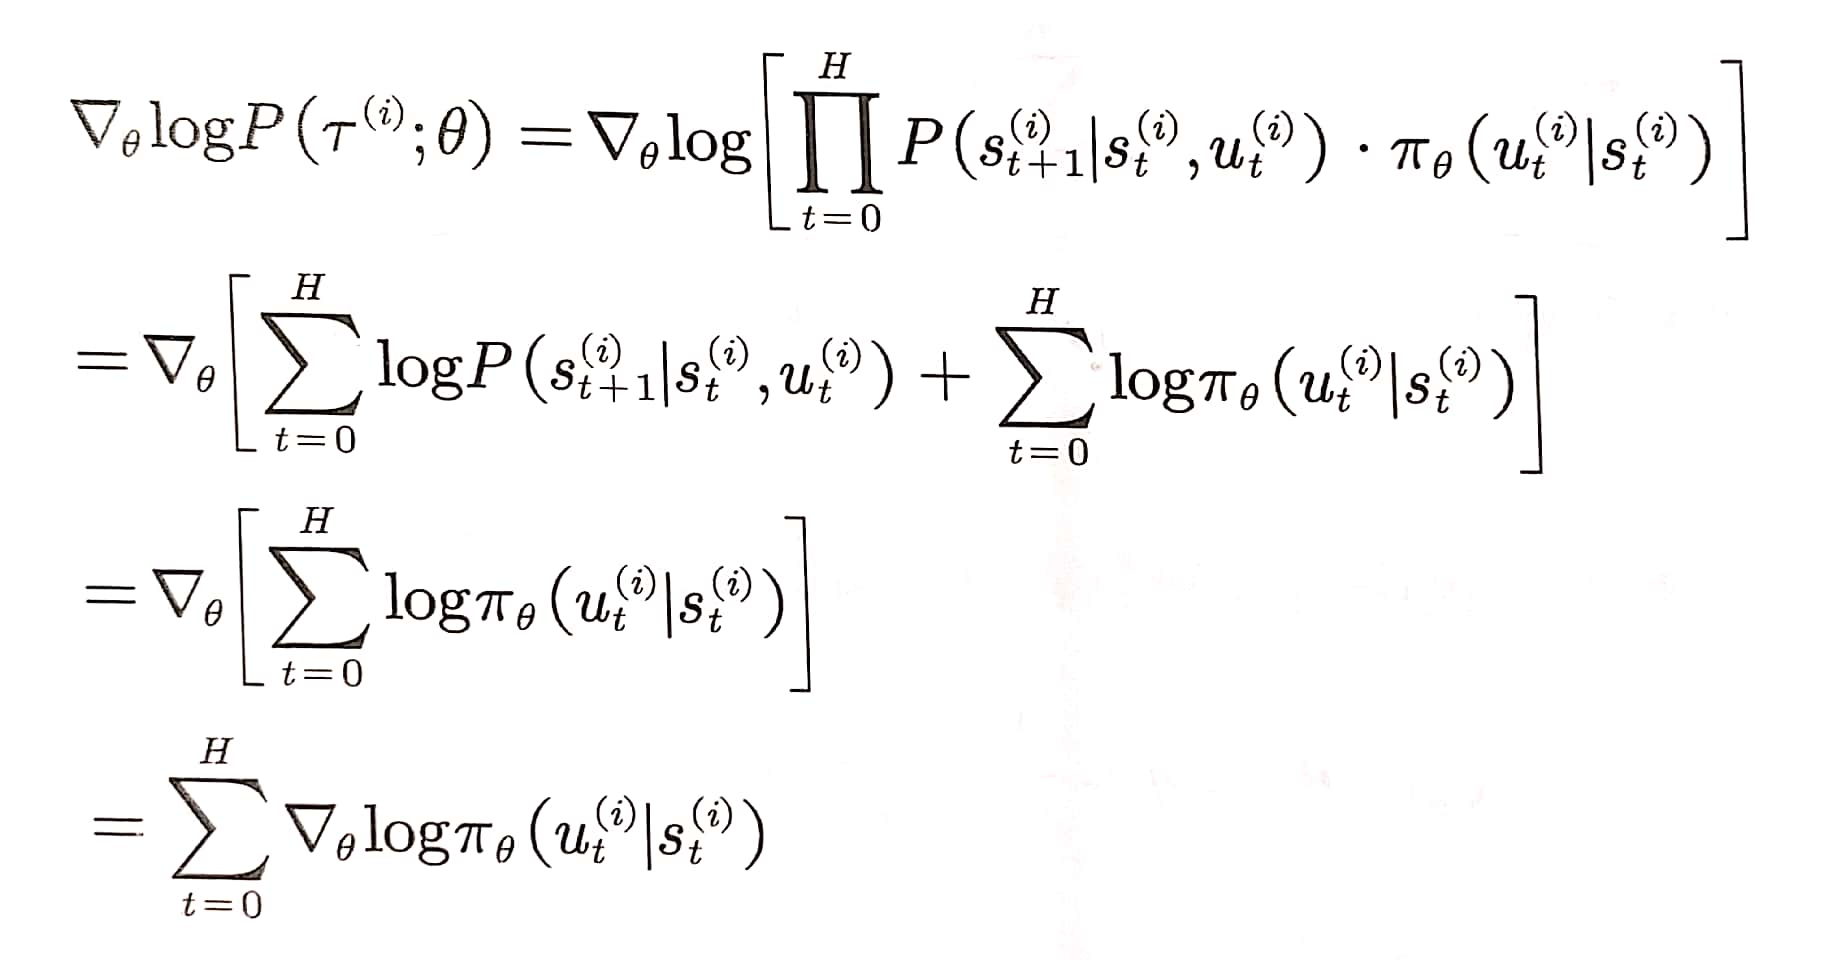 ∇_θ log P(τ^{(i)}; θ) = ∇_θ log [ ∏_{t=0}^{H} P(s_{t+1}^{(i)} | s_t^{(i)}, u_t^{(i)}) · π_θ(u_t^{(i)} | s_t^{(i)}) ]
= ∇_θ [ ∑_{t=0}^{H} log P(s_{t+1}^{(i)} | s_t^{(i)}, u_t^{(i)}) + ∑_{t=0}^{H} log π_θ(u_t^{(i)} | s_t^{(i)}) ]
= ∇_θ [ ∑_{t=0}^{H} log π_θ(u_t^{(i)} | s_t^{(i)}) ]
= ∑_{t=0}^{H} ∇_θ log π_θ(u_t^{(i)} | s_t^{(i)})